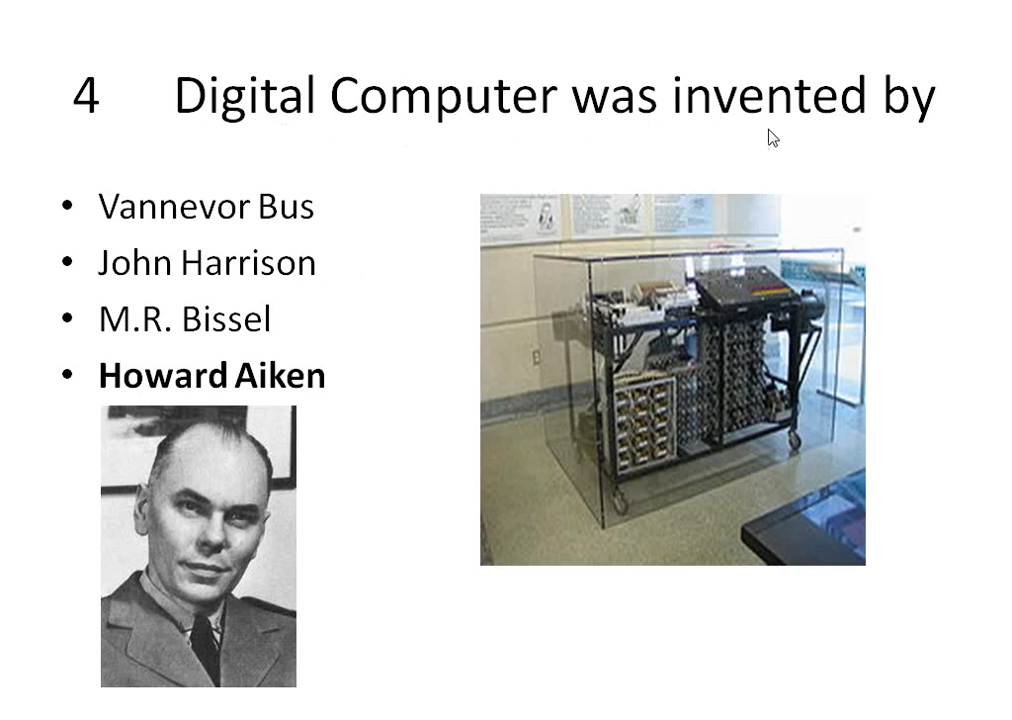 4 Digital Computer was invented by
• Vannevor Bus
• John Harrison
• M.R. Bissel
• Howard Aiken